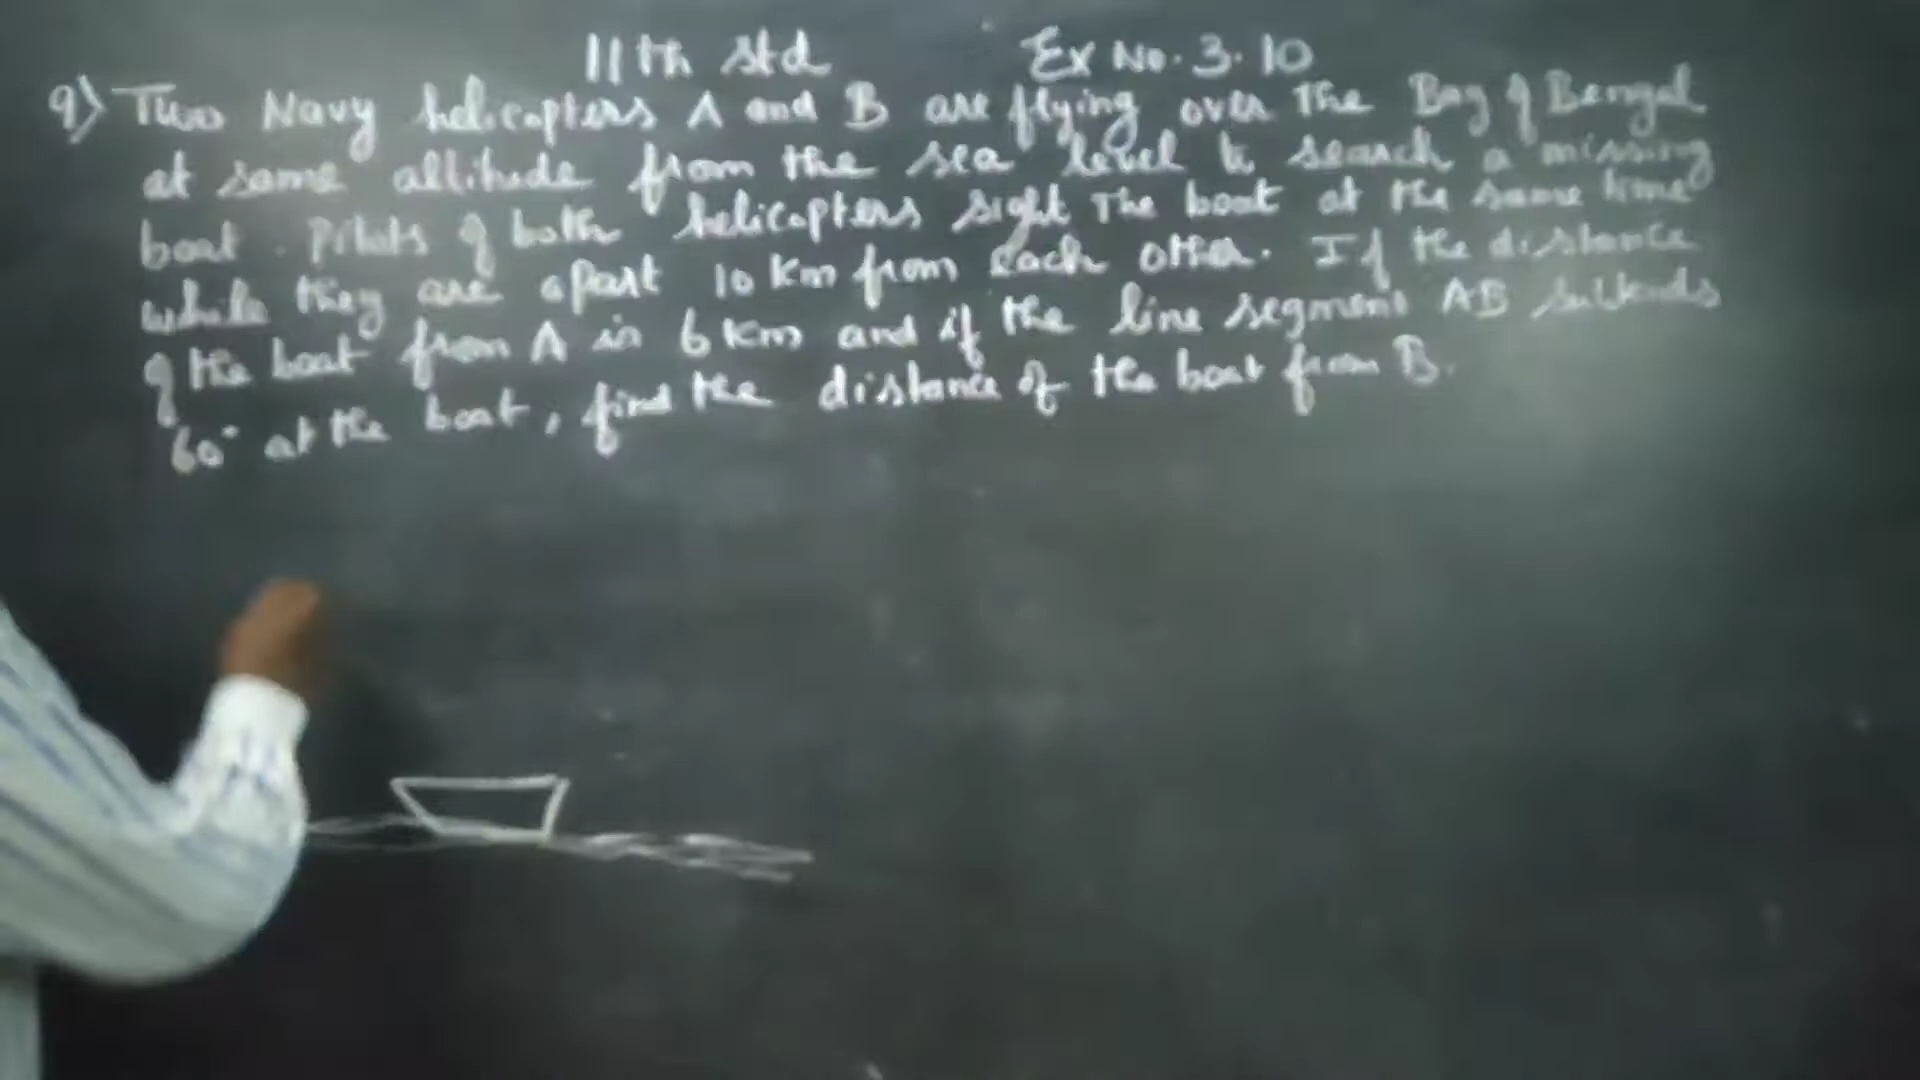 11th std Ex No. 3.10
9) Two Navy helicopters A and B are flying over the Bay of Bengal
at same altitude from the sea level to search a missing
boat. Pilots of both helicopters sight the boat at the same time
while they are apart 10 km from each other. If the distance
of the boat from A is 6 km and if the line segment AB subtends
60° at the boat, find the distance of the boat from B.